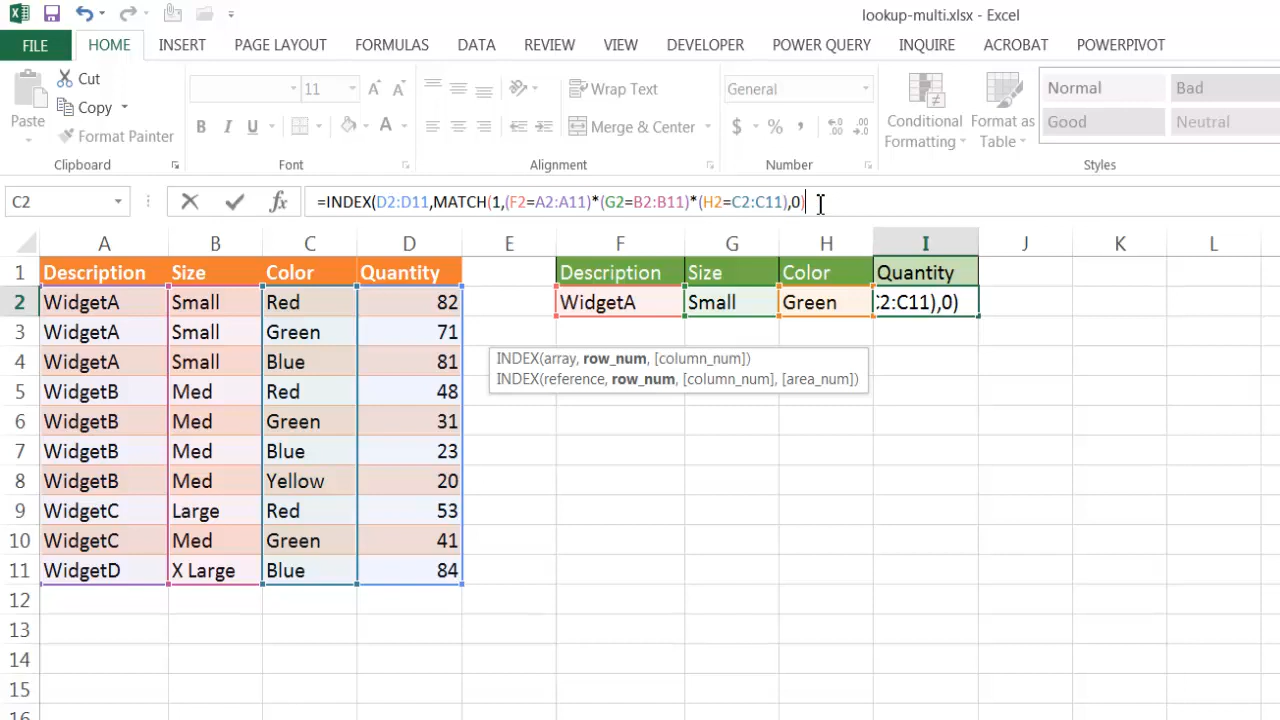 lookup-multi.xlsx - Excel
FILE HOME INSERT PAGE LAYOUT FORMULAS DATA REVIEW VIEW DEVELOPER POWER QUERY INQUIRE ACROBAT POWERPIVOT
Paste
Cut
Copy
Format Painter
Clipboard
11
B I U
Font
Wrap Text
Merge & Center
Alignment
General
$ % ,
Number
Conditional Formatting
Format as Table
Normal Bad
Good Neutral
Styles
C2 =INDEX(D2:D11,MATCH(1,(F2=A2:A11)*(G2=B2:B11)*(H2=C2:C11),0)
A B C D E F G H I J K L
1 Description Size Color Quantity Description Size Color Quantity
2 WidgetA Small Red 82 WidgetA Small Green C2:C11),0)
3 WidgetA Small Green 71
INDEX(array, row_num, [column_num])
4 WidgetA Small Blue 81
INDEX(reference, row_num, [column_num], [area_num])
5 WidgetB Med Red 48
6 WidgetB Med Green 31
7 WidgetB Med Blue 23
8 WidgetB Med Yellow 20
9 WidgetC Large Red 53
10 WidgetC Med Green 41
11 WidgetD X Large Blue 84
12
13
14
15
16